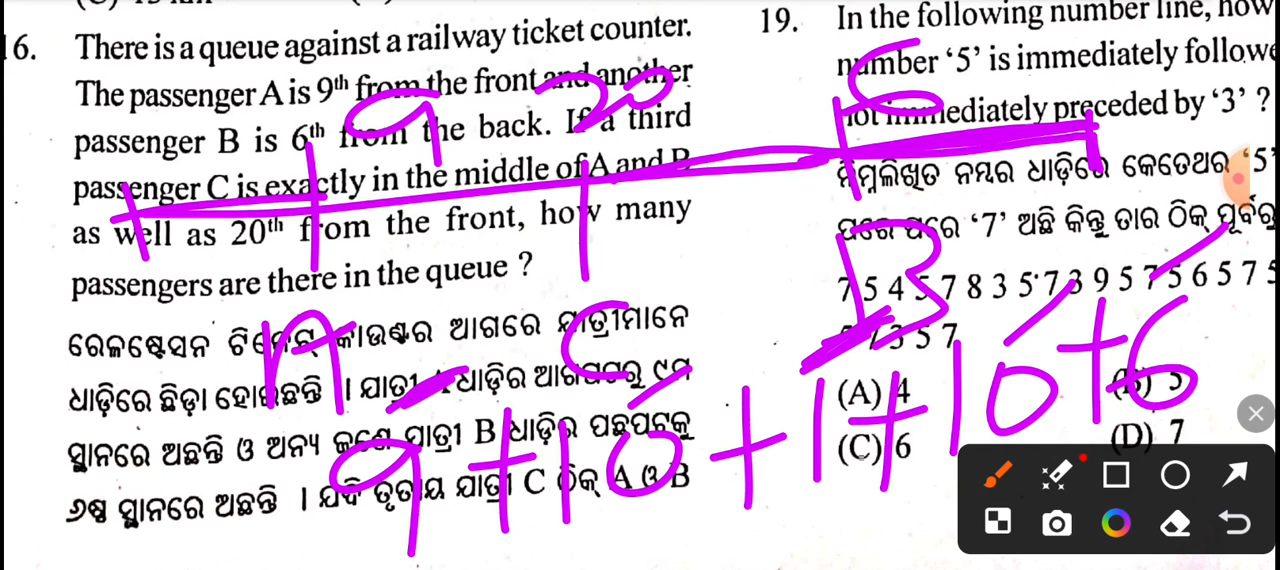 16. There is a queue against a railway ticket counter.
The passenger A is 9th from the front and another
passenger B is 6th from the back. If a third
passenger C is exactly in the middle of A and B
as well as 20th from the front, how many
passengers are there in the queue ?
ରେଳଷ୍ଟେସନ ଟିକେଟ୍ କାଉଣ୍ଟର ଆଗରେ ଯାତ୍ରୀମାନେ
ଧାଡ଼ିରେ ଛିଡ଼ା ହୋଇଛନ୍ତି । ଯାତ୍ରୀ A ଧାଡ଼ିର ଆଗପଟରୁ ୯ମ
ସ୍ଥାନରେ ଅଛନ୍ତି ଓ ଅନ୍ୟ ଜଣେ ଯାତ୍ରୀ B ଧାଡ଼ିର ପଛପଟକୁ
୬ଷ୍ଠ ସ୍ଥାନରେ ଅଛନ୍ତି । ଯଦି ତୃତୀୟ ଯାତ୍ରୀ C ଠିକ୍ A ଓ B
19. In the following number line, how
number ‘5’ is immediately followe
not immediately preceded by ‘3’ ?
ନିମ୍ନଲିଖିତ ନମ୍ବର ଧାଡ଼ିରେ କେତେଥର ‘5’
ପରେ ପରେ ‘7’ ଅଛି କିନ୍ତୁ ତାର ଠିକ୍ ପୂର୍ବରୁ
7 5 4 5 7 8 3 5 7 3 9 5 7 5 6 5 7 5
7 3 5 7
(A) 4
(B) 5
(C) 6
(D) 7
9 20 6
A C B
9+10+1+10+6